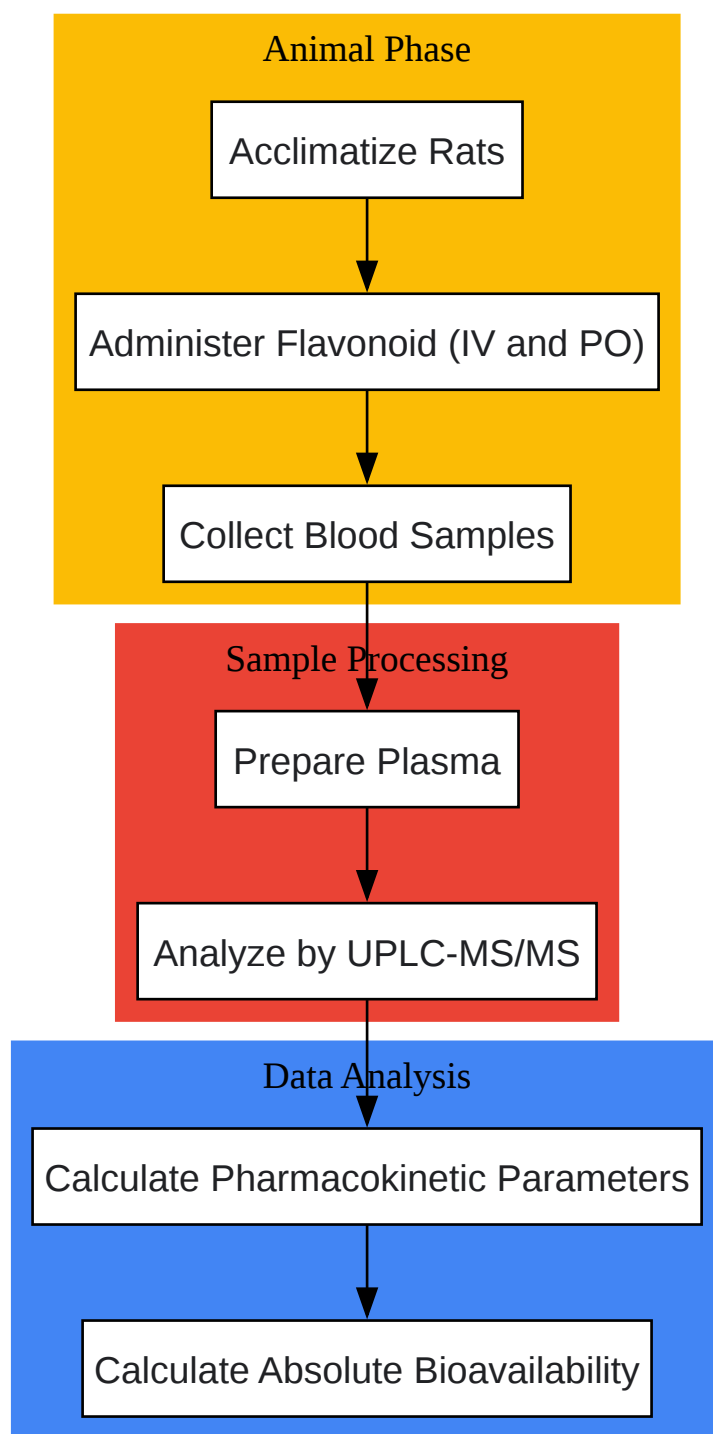 Animal Phase
Acclimatize Rats
Administer Flavonoid (IV and PO)
Collect Blood Samples
Sample Processing
Prepare Plasma
Analyze by UPLC-MS/MS
Data Analysis
Calculate Pharmacokinetic Parameters
Calculate Absolute Bioavailability